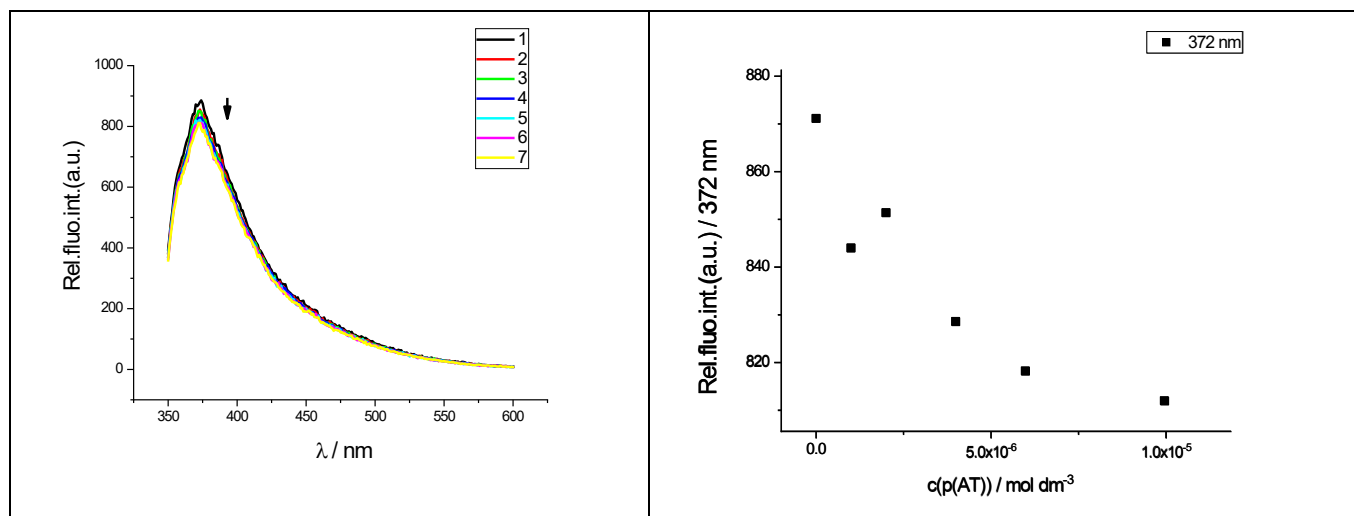 1
2
3
4
5
6
7
1000
800
600
400
200
0
350 400 450 500 550 600
Rel.fluo.int.(a.u.)
λ / nm
372 nm
880
860
840
820
0.0 5.0x10⁻⁶ 1.0x10⁻⁵
Rel.fluo.int.(a.u.) / 372 nm
c(p(AT)) / mol dm⁻³